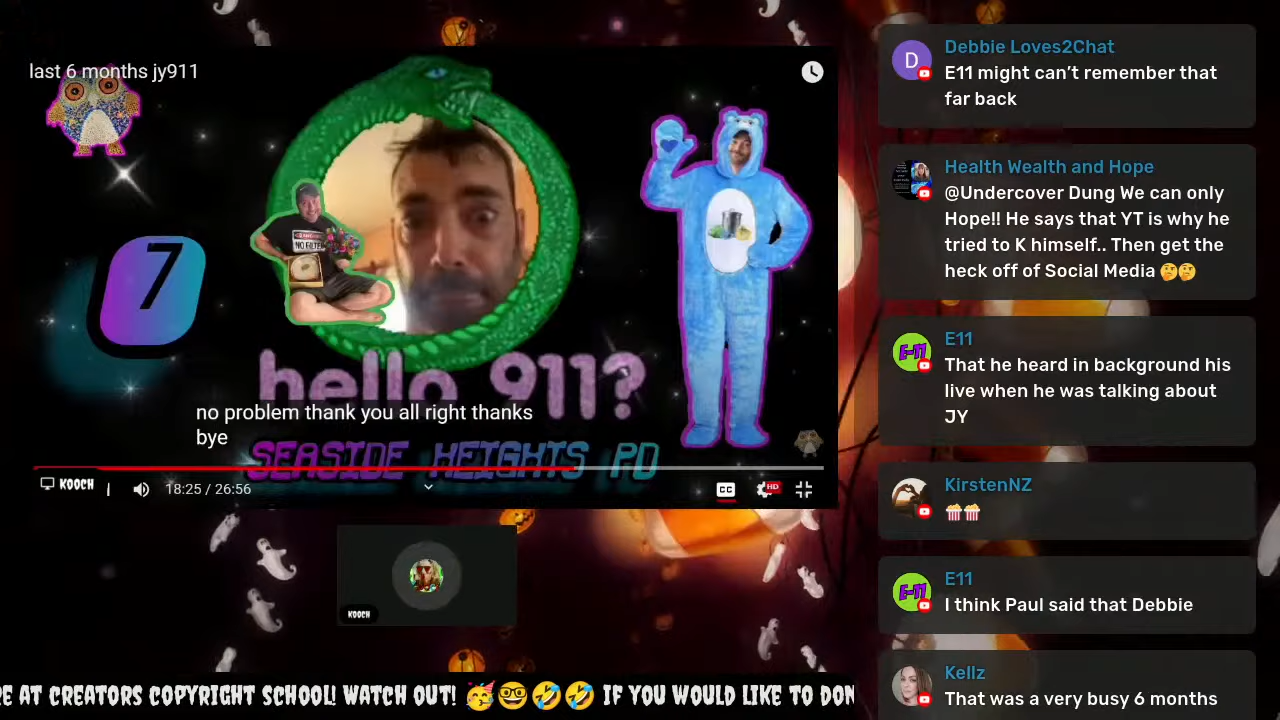 last 6 months jy911
7
NO FILTER
hello 911?
no problem thank you all right thanks
bye
SEASIDE HEIGHTS PD
KOOCH
18:25 / 26:56
CC
HD
KOOCH
RE AT CREATORS COPYRIGHT SCHOOL! WATCH OUT! 🥳🤓🤣🤣 IF YOU WOULD LIKE TO DON
D
Debbie Loves2Chat
E11 might can’t remember that
far back
Health Wealth and Hope
@Undercover Dung We can only
Hope!! He says that YT is why he
tried to K himself.. Then get the
heck off of Social Media 🤔🤔
E-11
E11
That he heard in background his
live when he was talking about
JY
KirstenNZ
🍿🍿
E-11
E11
I think Paul said that Debbie
Kellz
That was a very busy 6 months